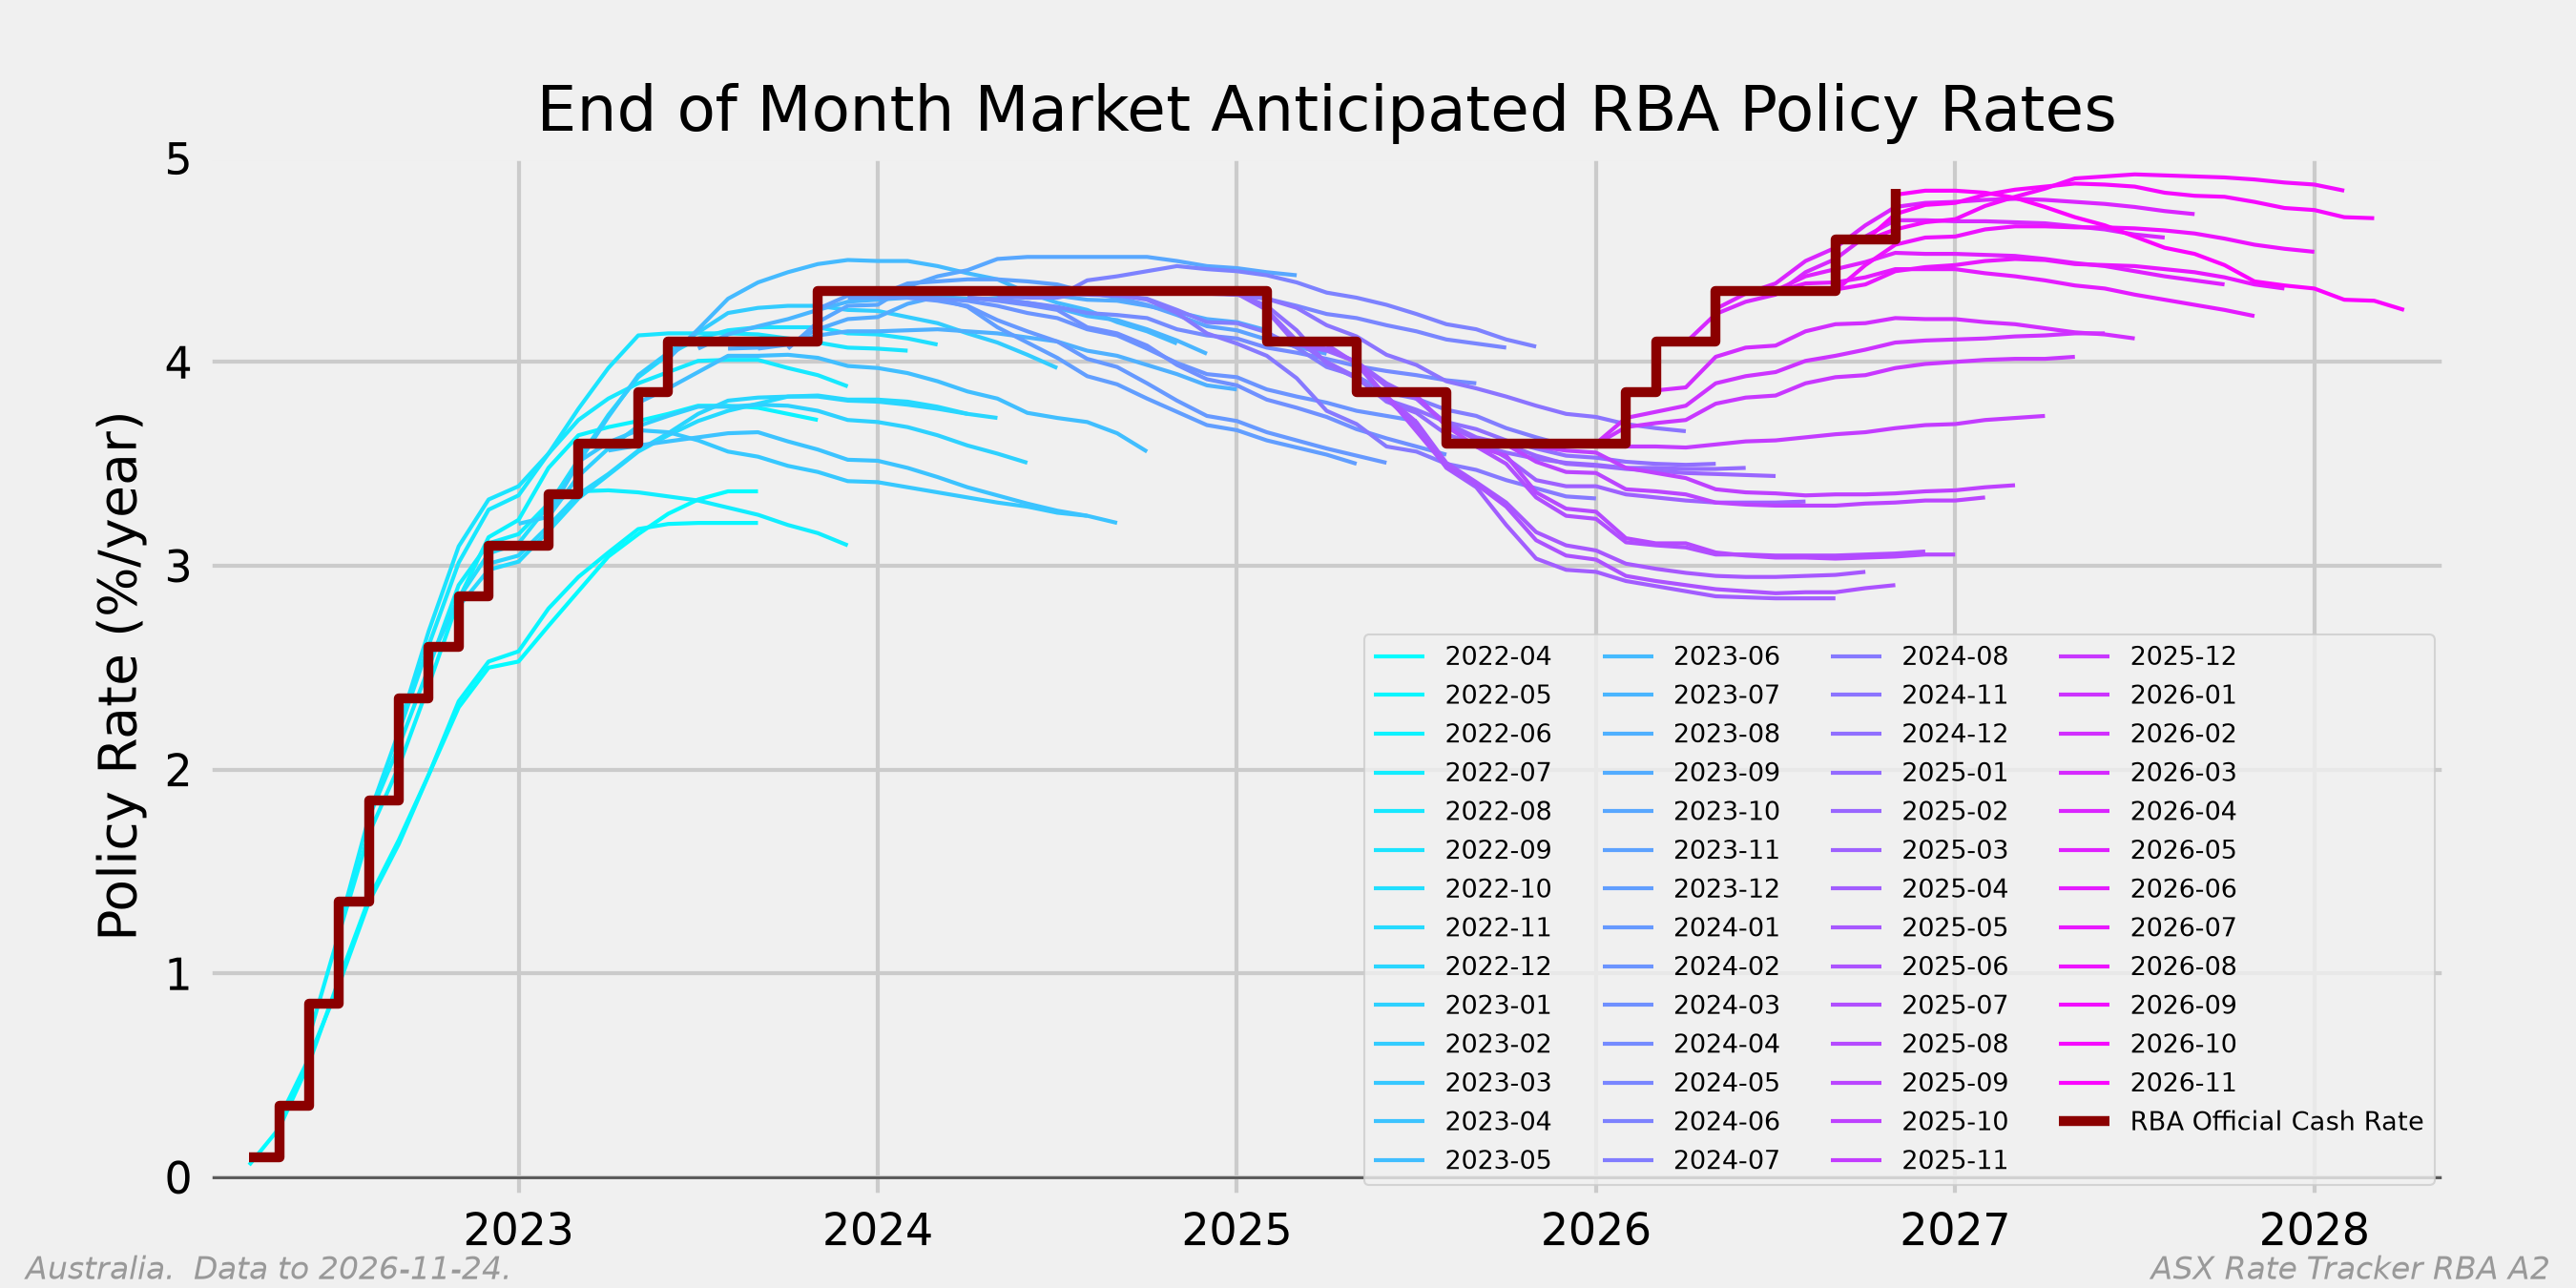 End of Month Market Anticipated RBA Policy Rates
Policy Rate (%/year)
5
4
3
2
1
0
2023 2024 2025 2026 2027 2028
2022-04 2023-06 2024-08 2025-12
2022-05 2023-07 2024-11 2026-01
2022-06 2023-08 2024-12 2026-02
2022-07 2023-09 2025-01 2026-03
2022-08 2023-10 2025-02 2026-04
2022-09 2023-11 2025-03 2026-05
2022-10 2023-12 2025-04 2026-06
2022-11 2024-01 2025-05 2026-07
2022-12 2024-02 2025-06 2026-08
2023-01 2024-03 2025-07 2026-09
2023-02 2024-04 2025-08 2026-10
2023-03 2024-05 2025-09 2026-11
2023-04 2024-06 2025-10 RBA Official Cash Rate
2023-05 2024-07 2025-11
Australia. Data to 2026-11-24.
ASX Rate Tracker RBA A2